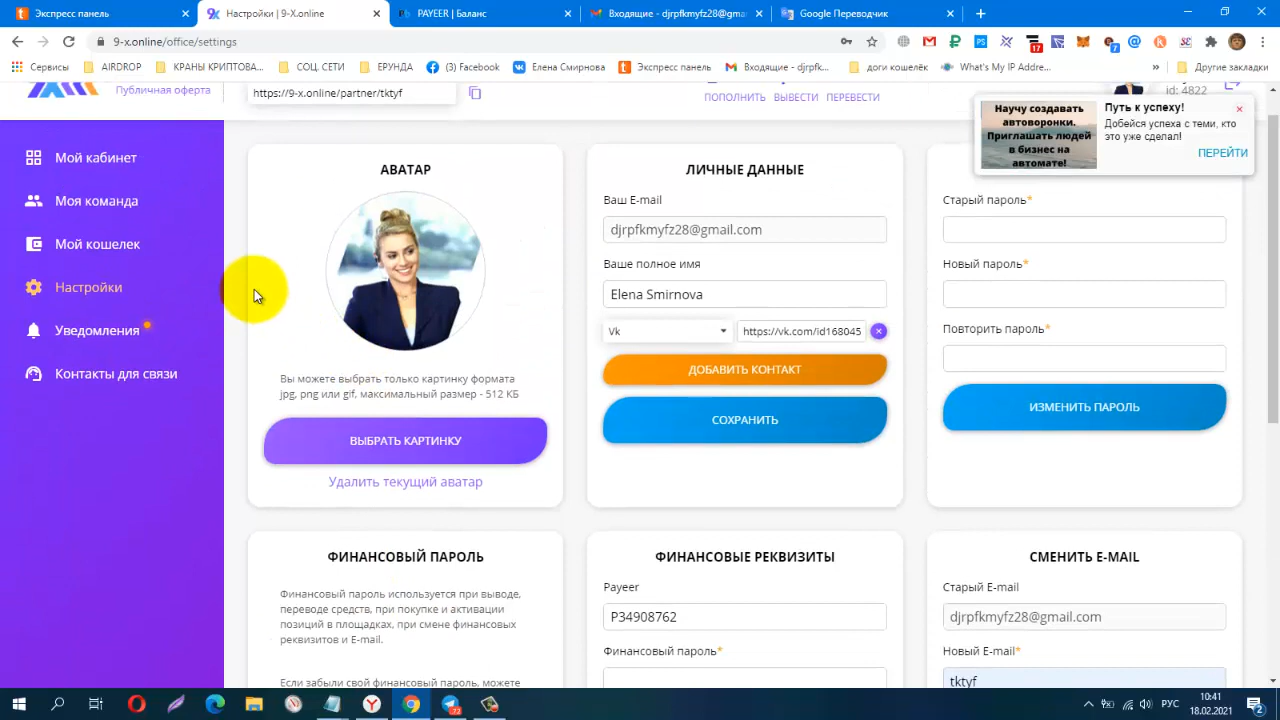 Экспресс панель
Настройки | 9-X.online
PAYEER | Баланс
Входящие - djrpfkmyfz28@gma
Google Переводчик
9-x.online/office/settings
Сервисы
AIRDROP
КРАНЫ КРИПТОВА...
СОЦ. СЕТИ
ЕРУНДА
(3) Facebook
Елена Смирнова
Экспресс панель
Входящие - djrpfk...
доги кошелёк
What's My IP Addre...
Другие закладки
Публичная оферта
https://9-x.online/partner/tktyf
ПОПОЛНИТЬ
ВЫВЕСТИ
ПЕРЕВЕСТИ
id: 4822
Научу создавать
автоворонки.
Приглашать людей
в бизнес на
автомате!
Путь к успеху!
Добейся успеха с теми, кто
это уже сделал!
ПЕРЕЙТИ
Мой кабинет
Моя команда
Мой кошелек
Настройки
Уведомления
Контакты для связи
АВАТАР
Вы можете выбрать только картинку формата
jpg, png или gif, максимальный размер - 512 КБ
ВЫБРАТЬ КАРТИНКУ
Удалить текущий аватар
ЛИЧНЫЕ ДАННЫЕ
Ваш E-mail
djrpfkmyfz28@gmail.com
Ваше полное имя
Elena Smirnova
Vk
https://vk.com/id168045
ДОБАВИТЬ КОНТАКТ
СОХРАНИТЬ
Старый пароль*
Новый пароль*
Повторить пароль*
ИЗМЕНИТЬ ПАРОЛЬ
ФИНАНСОВЫЙ ПАРОЛЬ
Финансовый пароль используется при выводе,
переводе средств, при покупке и активации
позиций в площадках, при смене финансовых
реквизитов и E-mail.
Если забыли свой финансовый пароль, можете
ФИНАНСОВЫЕ РЕКВИЗИТЫ
Payeer
P34908762
Финансовый пароль*
СМЕНИТЬ E-MAIL
Старый E-mail
djrpfkmyfz28@gmail.com
Новый E-mail*
tktyf
РУС
10:41
18.02.2021